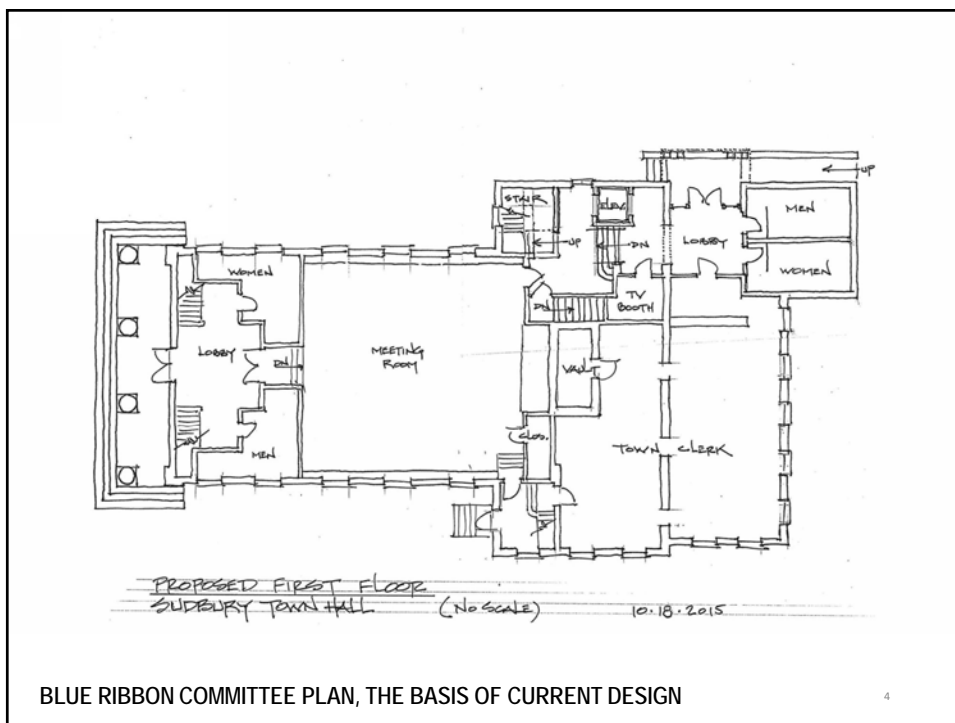 STAIR
ELEV.
UP
UP
DN
LOBBY
MEN
WOMEN
WOMEN
TV
BOOTH
DN
LOBBY
DN
MEETING
ROOM
VAULT
CLOS.
TOWN CLERK
MEN
PROPOSED FIRST FLOOR
SUDBURY TOWN HALL (NO SCALE) 10.18.2015
BLUE RIBBON COMMITTEE PLAN, THE BASIS OF CURRENT DESIGN
4